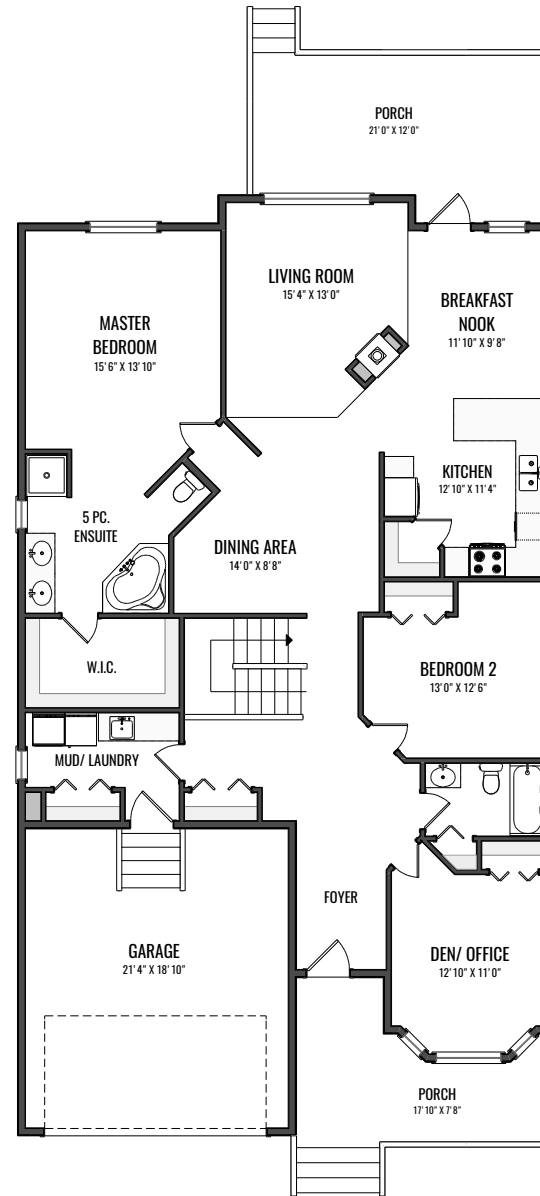 PORCH
21'0" X 12'0"
LIVING ROOM
15'4" X 13'0"
MASTER
BEDROOM
15'6" X 13'10"
BREAKFAST
NOOK
11'10" X 9'8"
KITCHEN
12'10" X 11'4"
5 PC.
ENSUITE
DINING AREA
14'0" X 8'8"
W.I.C.
BEDROOM 2
13'0" X 12'6"
MUD/ LAUNDRY
FOYER
GARAGE
21'4" X 18'10"
DEN/ OFFICE
12'10" X 11'0"
PORCH
17'10" X 7'8"